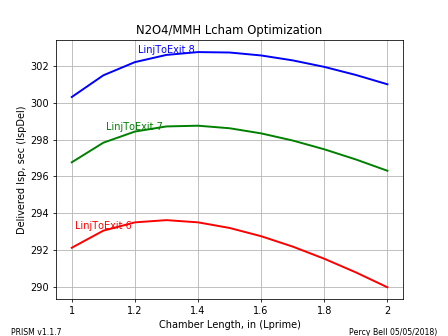 N2O4/MMH Lcham Optimization
LinjToExit 8
LinjToExit 7
LinjToExit 6
Delivered Isp, sec (IspDel)
302
300
298
296
294
292
290
1
1.2
1.4
1.6
1.8
2
Chamber Length, in (Lprime)
PRISM v1.1.7
Percy Bell 05/05/2018)